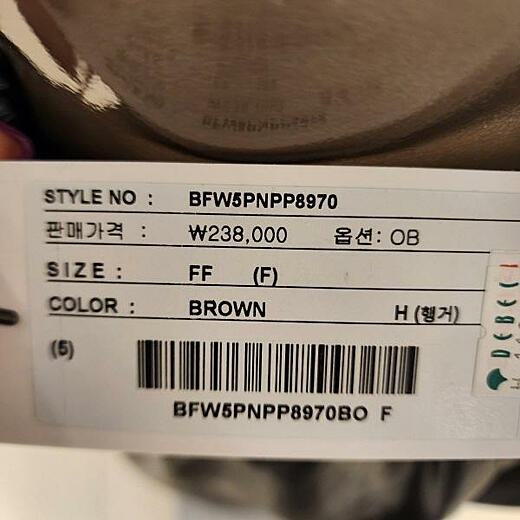 STYLE NO : BFW5PNPP8970
판매가격 : ₩238,000 옵션: OB
SIZE : FF (F)
COLOR : BROWN H (행거)
(5)
BFW5PNPP8970BO F
DEBECCI